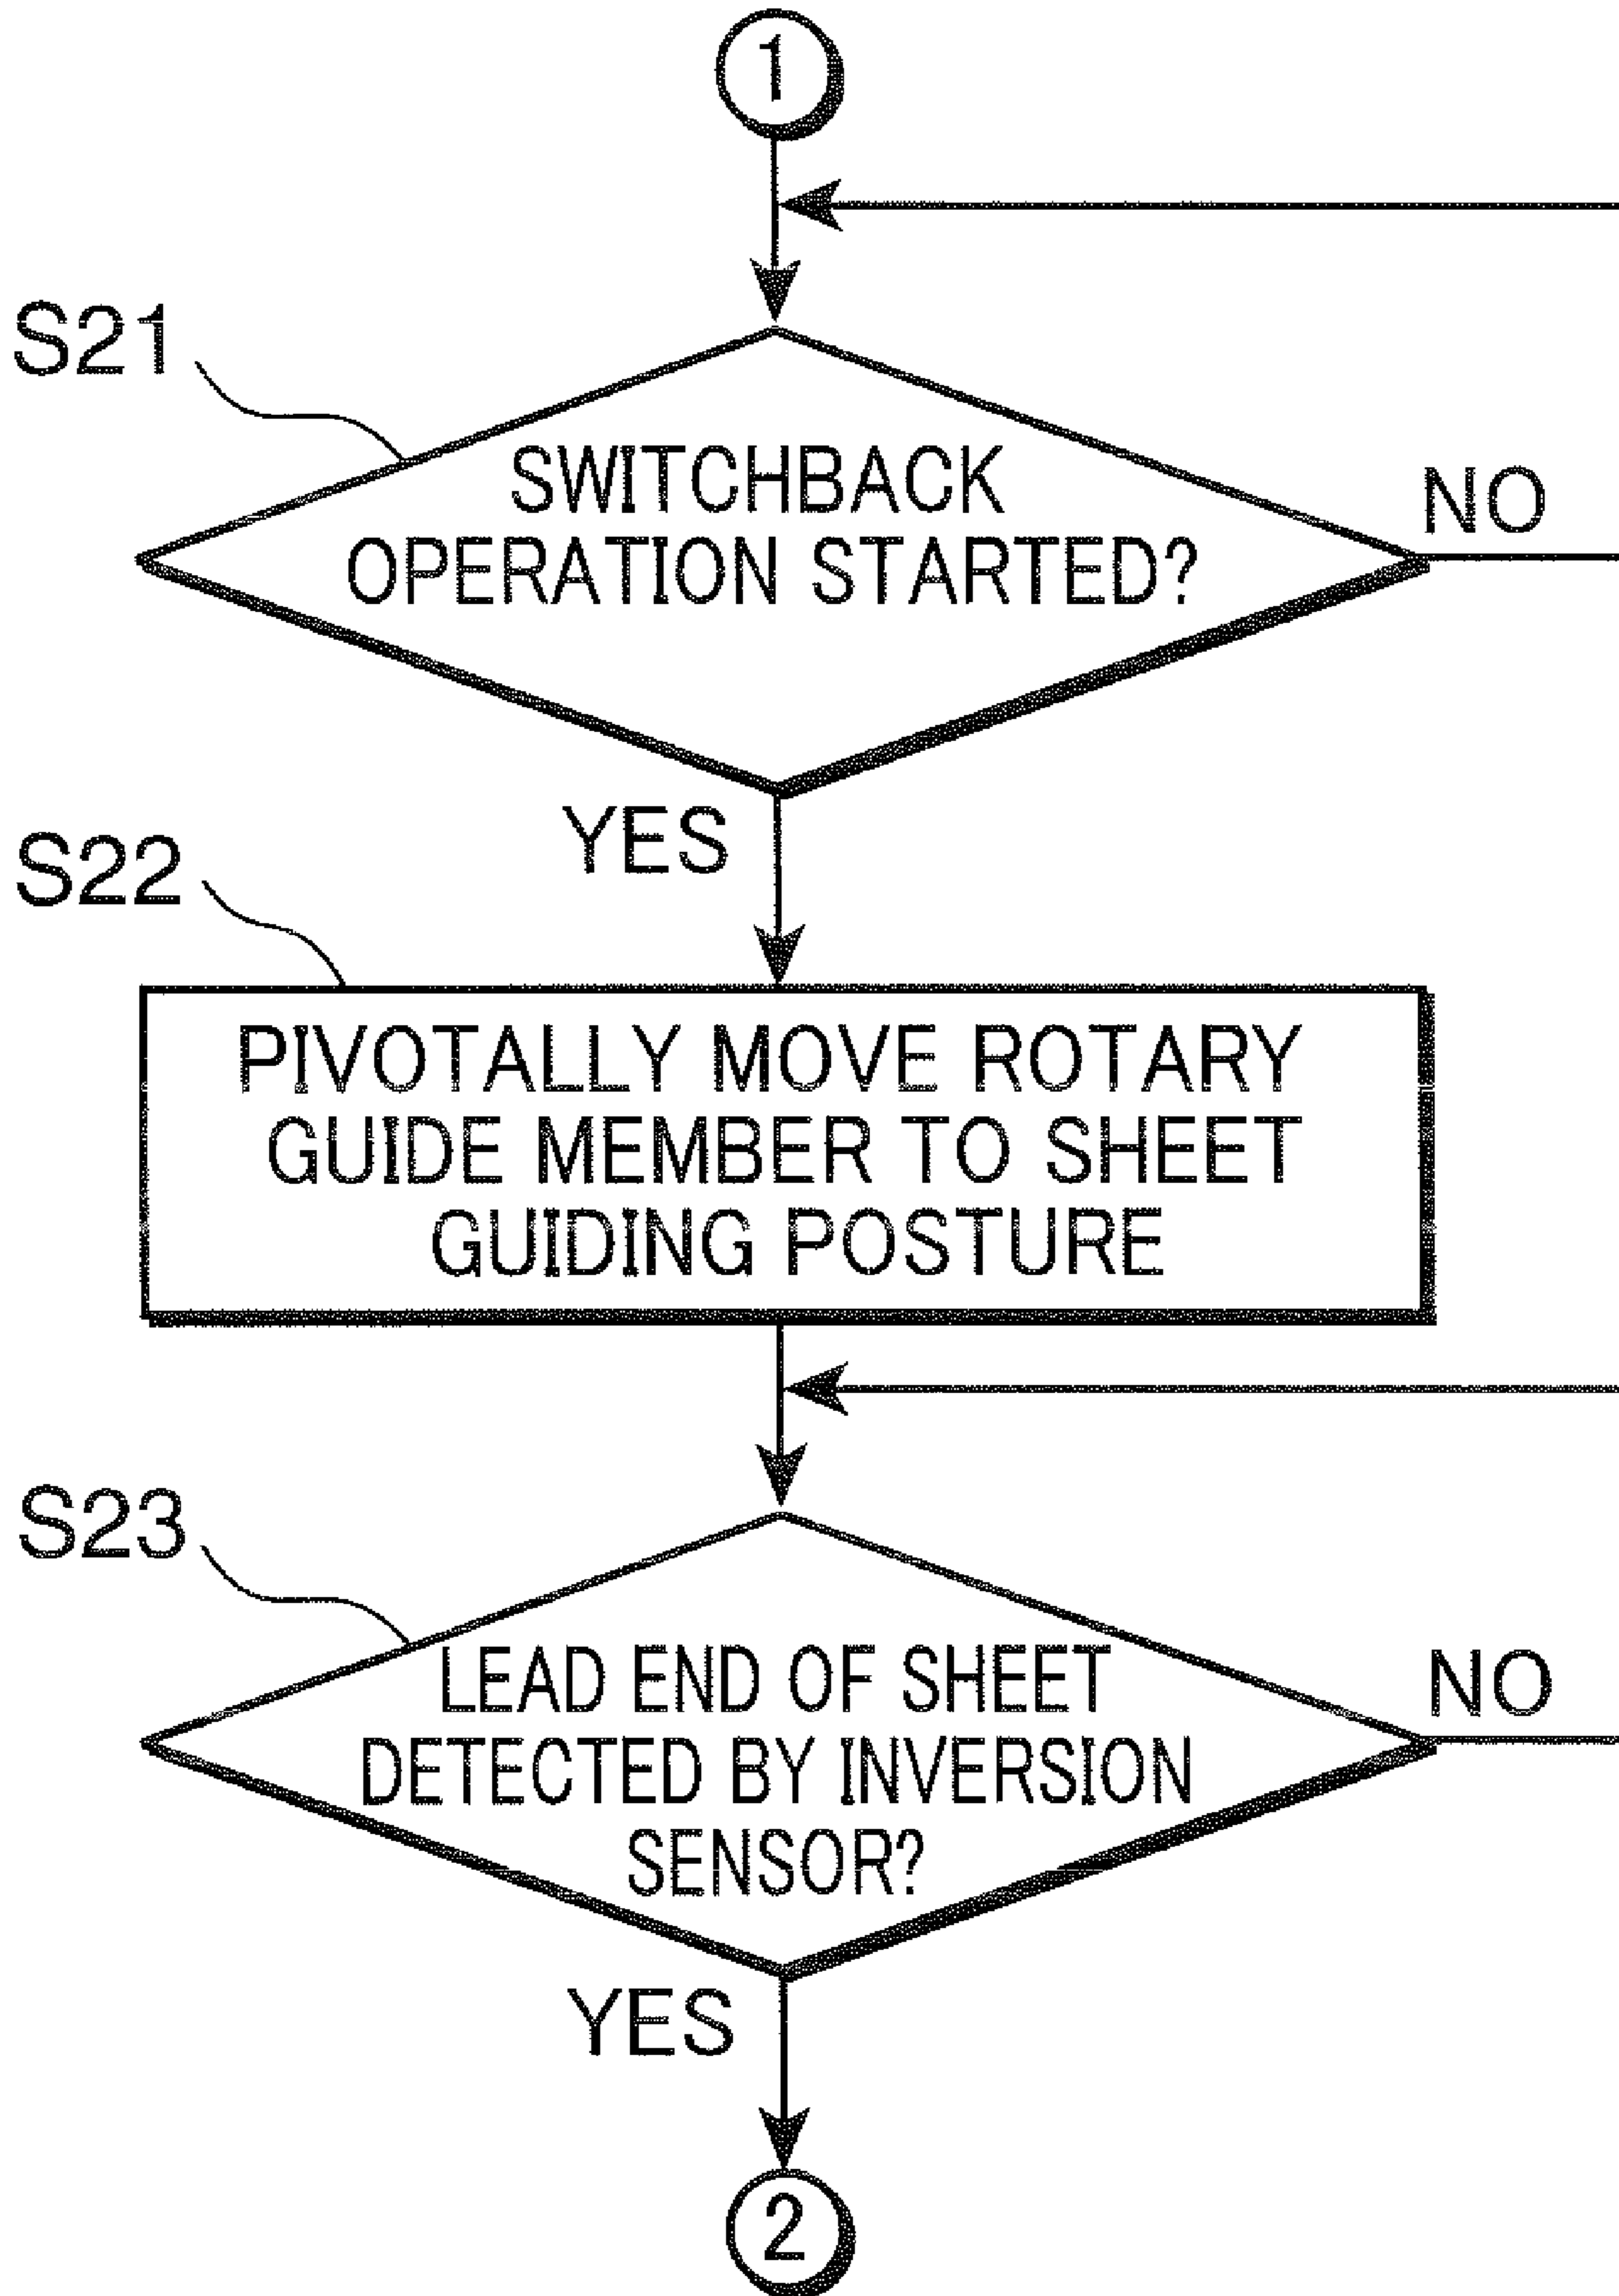 1
S21
SWITCHBACK
OPERATION STARTED?
NO
YES
S22
PIVOTALLY MOVE ROTARY
GUIDE MEMBER TO SHEET
GUIDING POSTURE
S23
LEAD END OF SHEET
DETECTED BY INVERSION
SENSOR?
NO
YES
2